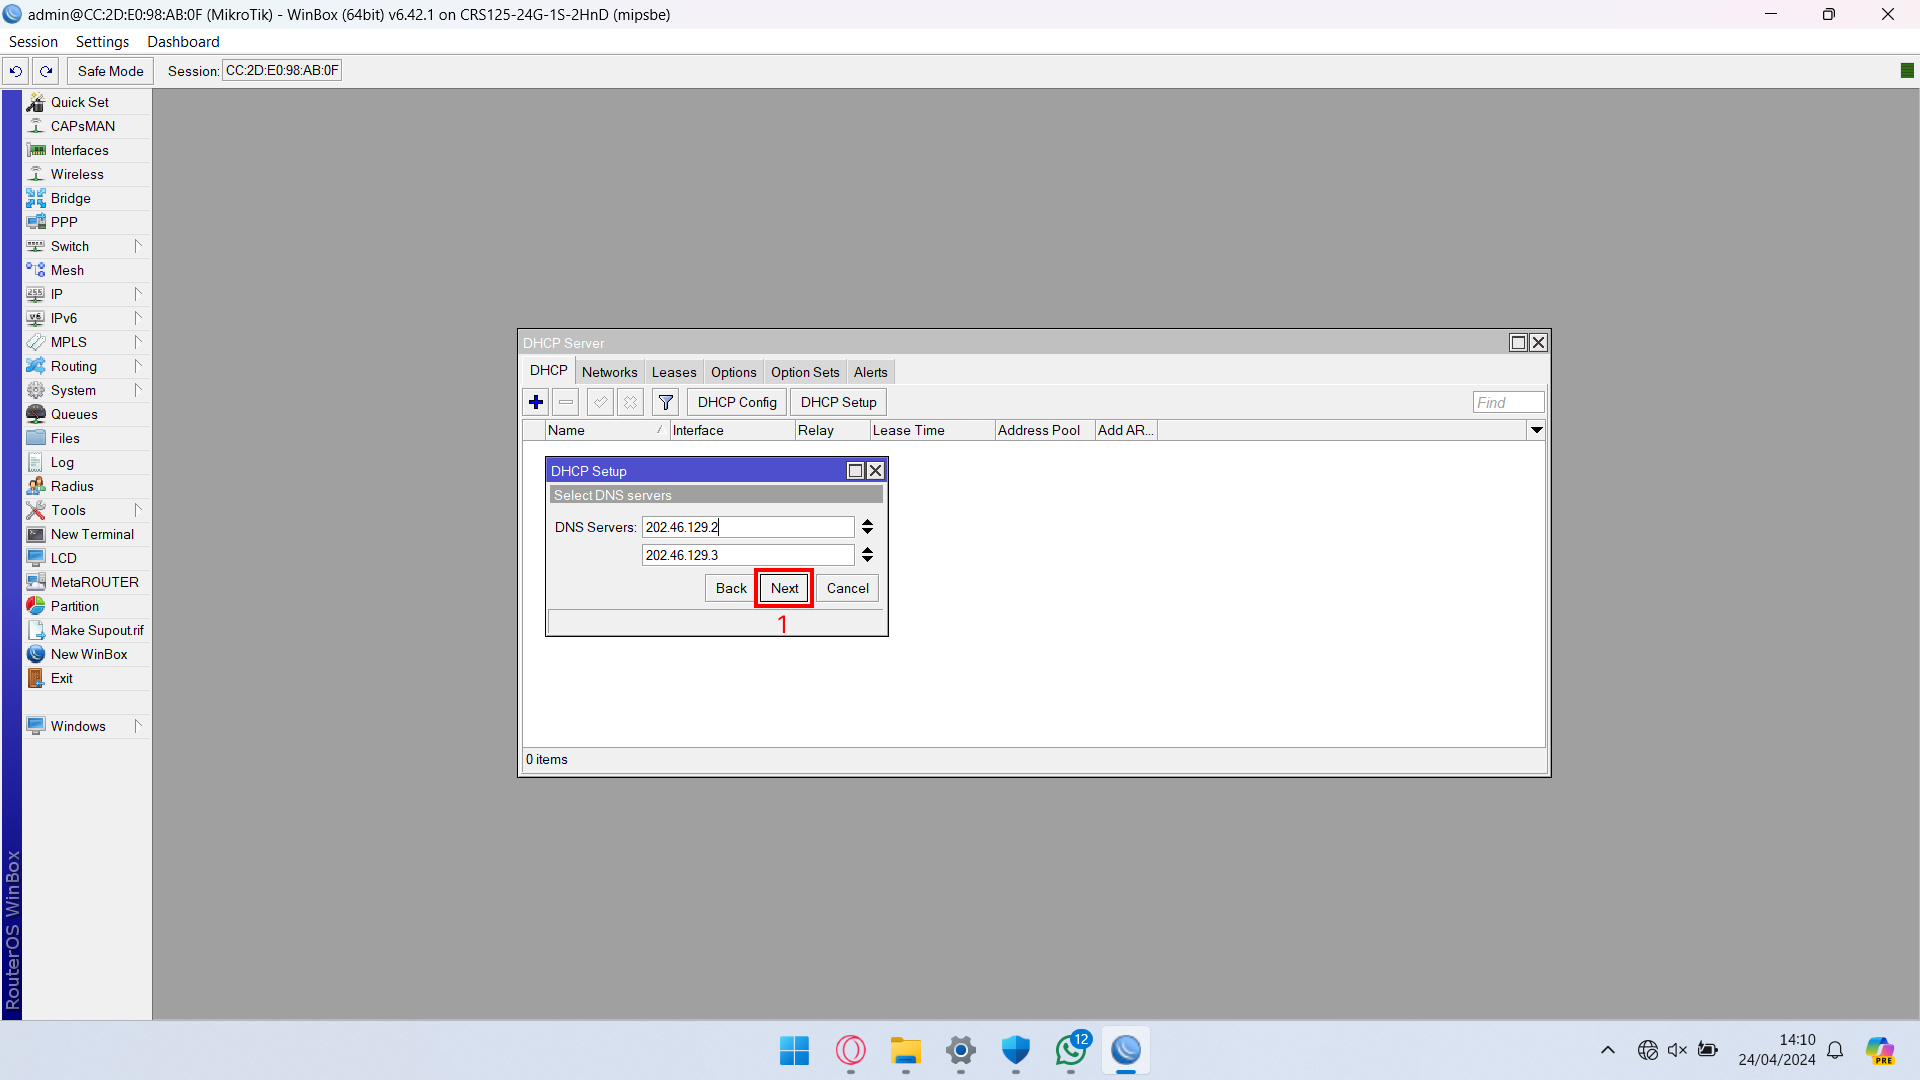 admin@CC:2D:E0:98:AB:0F (MikroTik) - WinBox (64bit) v6.42.1 on CRS125-24G-1S-2HnD (mipsbe)
Session Settings Dashboard
Safe Mode Session: CC:2D:E0:98:AB:0F
Quick Set
CAPsMAN
Interfaces
Wireless
Bridge
PPP
Switch
Mesh
IP
IPv6
MPLS
Routing
System
Queues
Files
Log
Radius
Tools
New Terminal
LCD
MetaROUTER
Partition
Make Supout.rif
New WinBox
Exit
Windows
RouterOS WinBox
DHCP Server
DHCP Networks Leases Options Option Sets Alerts
DHCP Config DHCP Setup Find
Name Interface Relay Lease Time Address Pool Add AR...
DHCP Setup
Select DNS servers
DNS Servers: 202.46.129.2
202.46.129.3
Back Next Cancel
1
0 items
12
14:10
24/04/2024
PRE